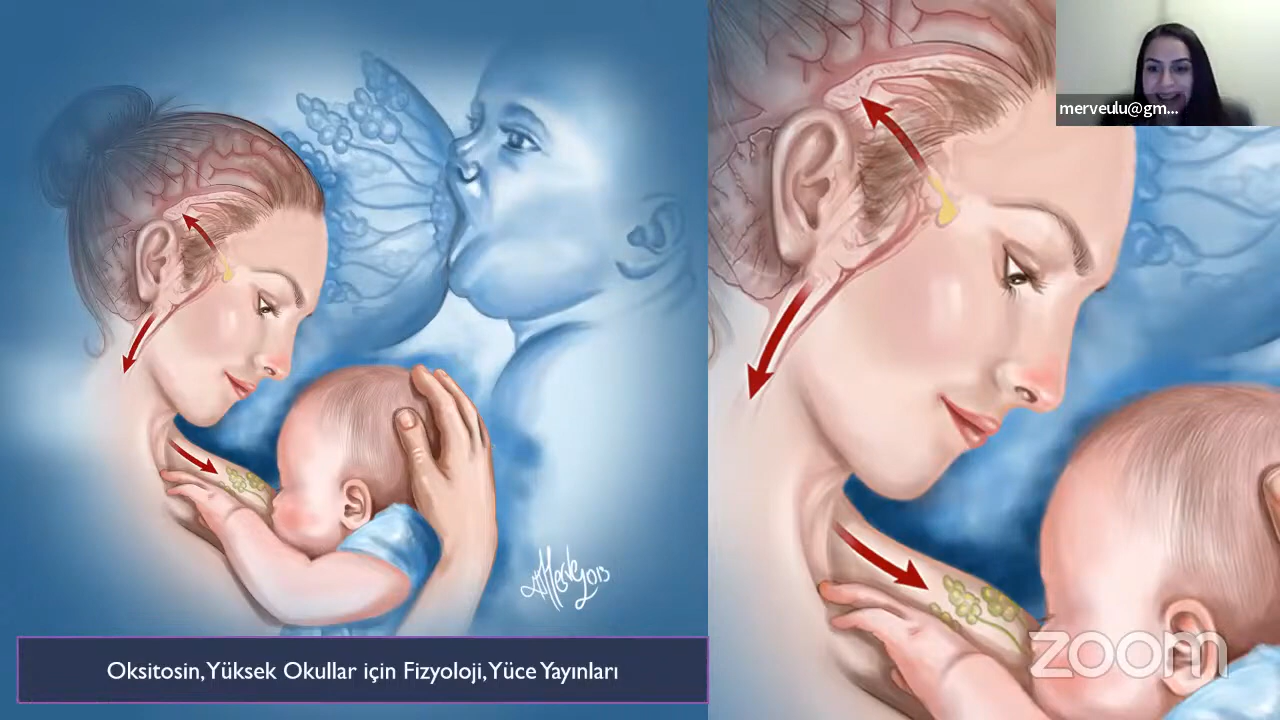 merveulu@gm...
Oksitosin, Yüksek Okullar için Fizyoloji, Yüce Yayınları
zoom